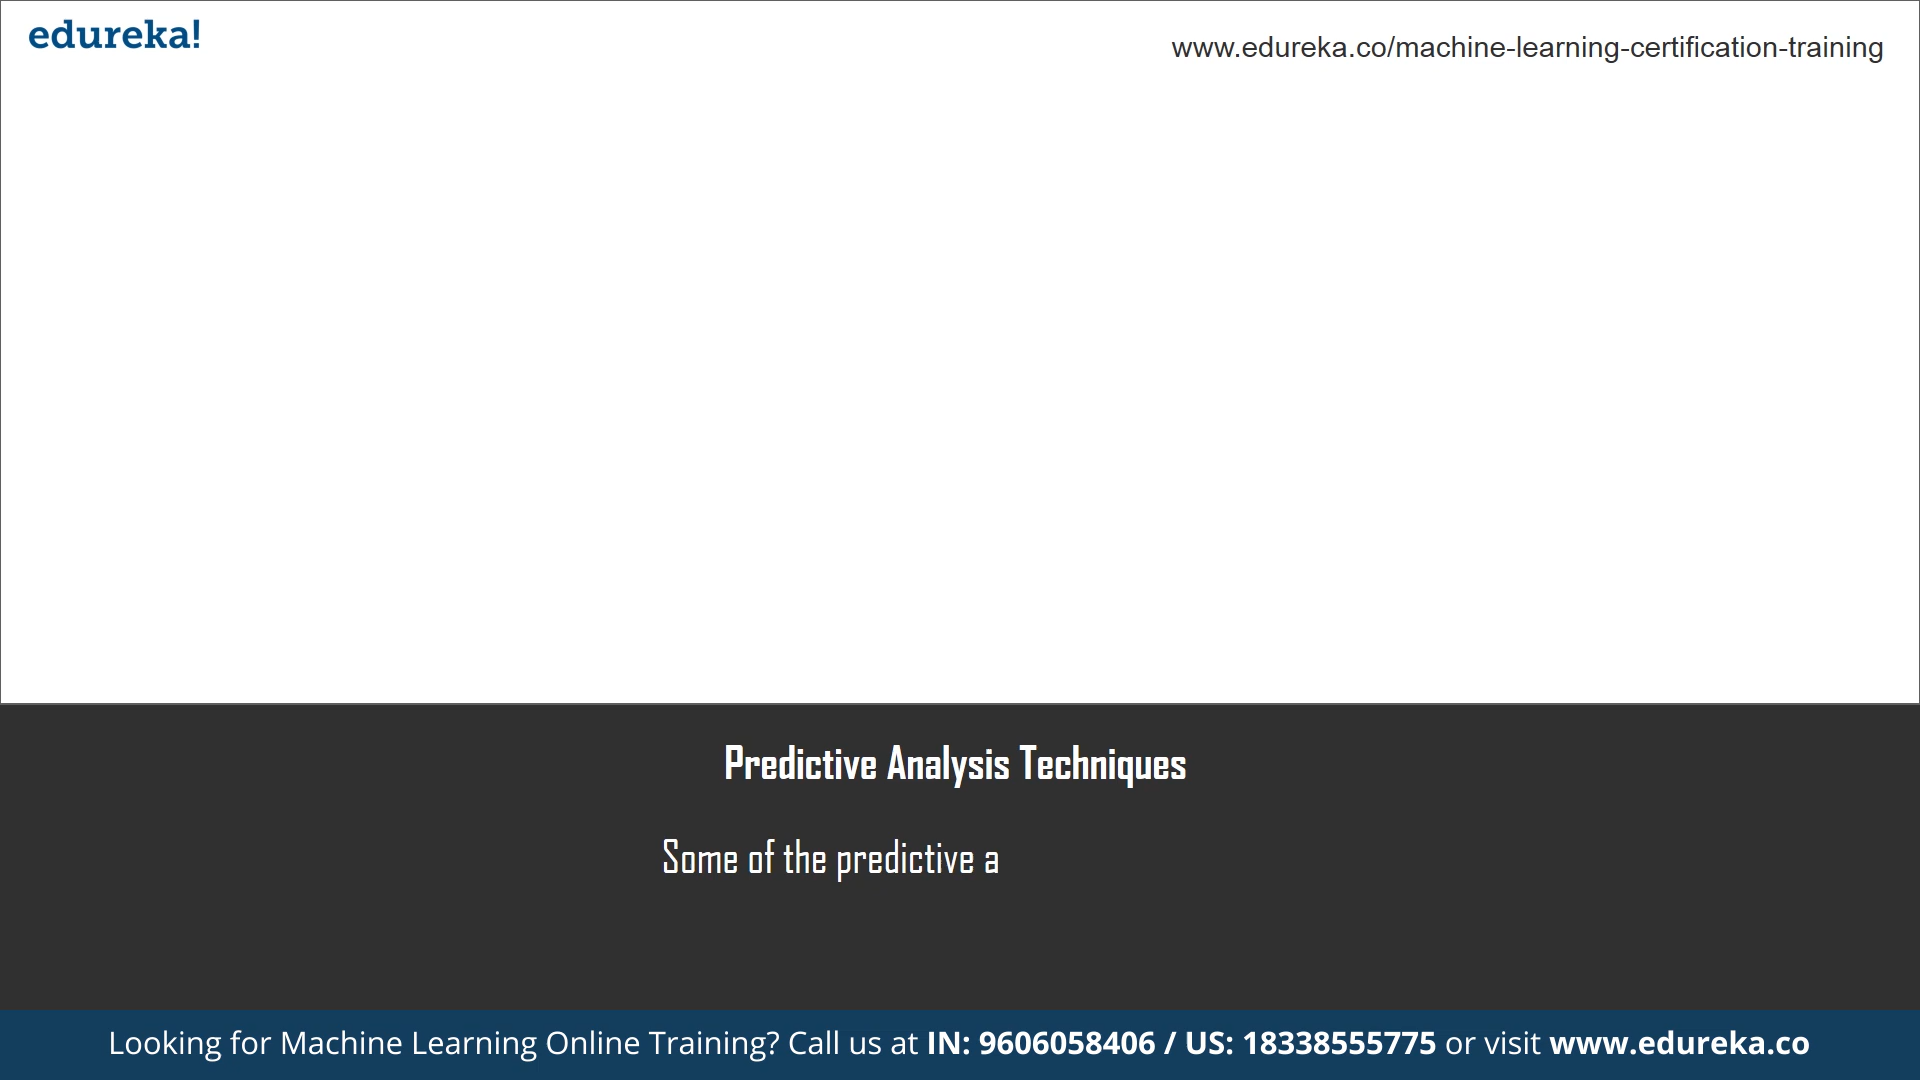 edureka!
www.edureka.co/machine-learning-certification-training
Predictive Analysis Techniques
Some of the predictive a
Looking for Machine Learning Online Training? Call us at IN: 9606058406 / US: 18338555775 or visit www.edureka.co